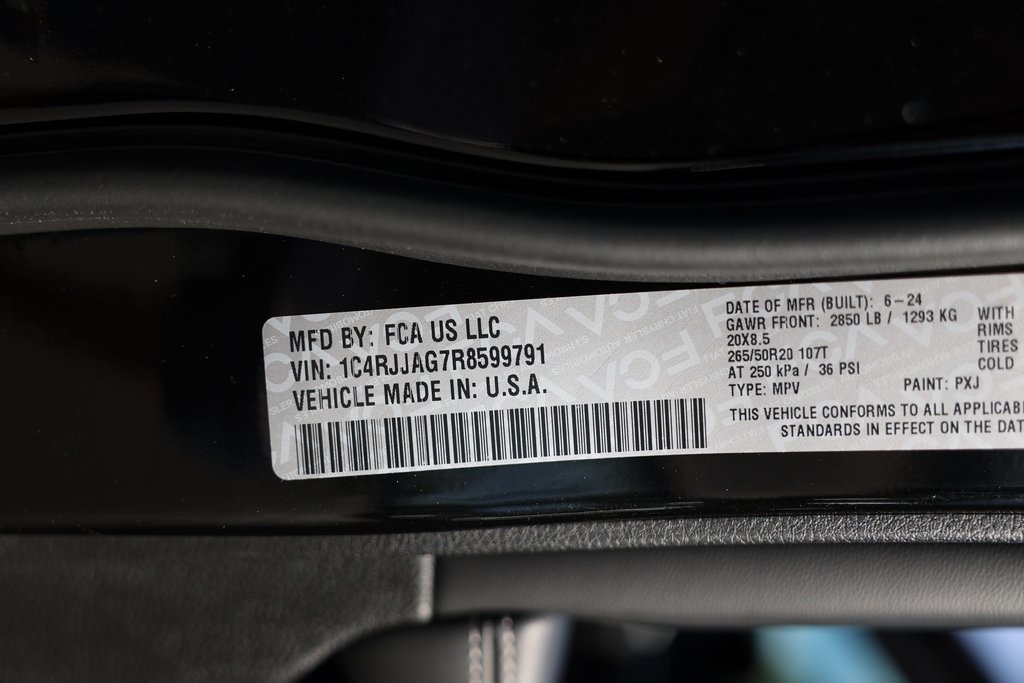 MFD BY: FCA US LLC
VIN: 1C4RJJAG7R8599791
VEHICLE MADE IN: U.S.A.
DATE OF MFR (BUILT): 6-24
GAWR FRONT: 2850 LB / 1293 KG WITH
20X8.5 RIMS
265/50R20 107T TIRES
AT 250 kPa / 36 PSI COLD
TYPE: MPV PAINT: PXJ
THIS VEHICLE CONFORMS TO ALL
STANDARDS IN EFFECT ON THE